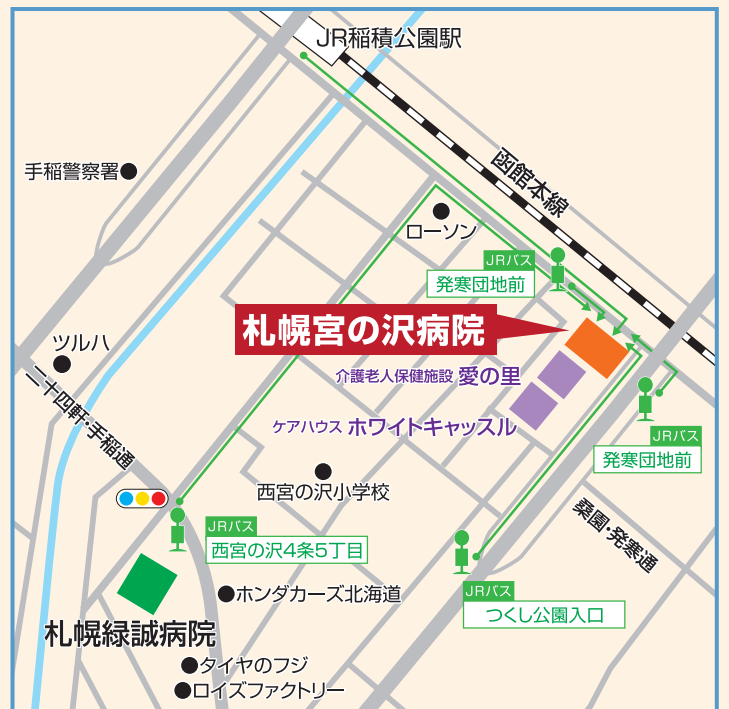 JR稲積公園駅
函館本線
手稲警察署
ローソン
JRバス
発寒団地前
札幌宮の沢病院
ツルハ
介護老人保健施設 愛の里
二十四軒・手稲通
ケアハウス ホワイトキャッスル
JRバス
発寒団地前
西宮の沢小学校
桑園・発寒通
JRバス
西宮の沢4条5丁目
JRバス
つくし公園入口
ホンダカーズ北海道
札幌緑誠病院
タイヤのフジ
ロイズファクトリー